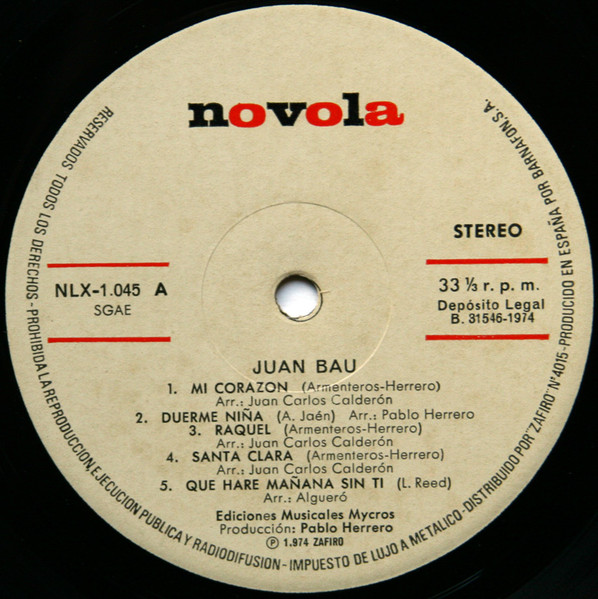 novola
STEREO
NLX-1.045 A
SGAE
33 ⅓ r. p. m.
Depósito Legal
B. 31546-1974
JUAN BAU
1. MI CORAZON (Armenteros-Herrero)
Arr.: Juan Carlos Calderón
2. DUERME NIÑA (A. Jaén) Arr.: Pablo Herrero
3. RAQUEL (Armenteros-Herrero)
Arr.: Juan Carlos Calderón
4. SANTA CLARA (Armenteros-Herrero)
Arr.: Juan Carlos Calderón
5. QUE HARE MAÑANA SIN TI (L. Reed)
Arr.: Algueró
Ediciones Musicales Mycros
Producción: Pablo Herrero
Ⓟ 1.974 ZAFIRO
RESERVADOS TODOS LOS DERECHOS - PROHIBIDA LA REPRODUCCION, EJECUCION PUBLICA Y RADIODIFUSION - IMPUESTO DE LUJO A METALICO - DISTRIBUIDO POR "ZAFIRO" Nº 4015 - PRODUCIDO EN ESPAÑA POR BARNAFON, S. A.